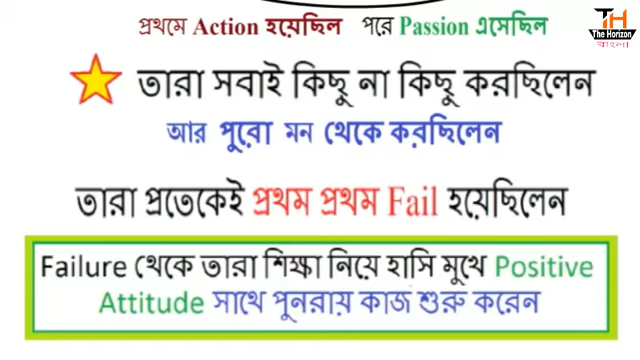 প্রথমে Action হয়েছিল পরে Passion এসেছিল
TH
The Horizon
বাংলা
তারা সবাই কিছু না কিছু করছিলেন
আর পুরো মন থেকে করছিলেন
তারা প্রতেকেই প্রথম প্রথম Fail হয়েছিলেন
Failure থেকে তারা শিক্ষা নিয়ে হাসি মুখে Positive
Attitude সাথে পুনরায় কাজ শুরু করেন